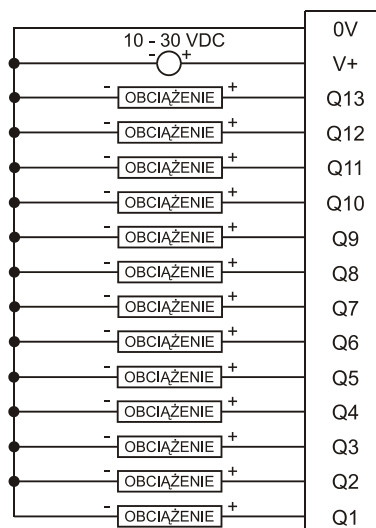 0V
10 - 30 VDC
- + V+
- OBCIĄŻENIE + Q13
- OBCIĄŻENIE + Q12
- OBCIĄŻENIE + Q11
- OBCIĄŻENIE + Q10
- OBCIĄŻENIE + Q9
- OBCIĄŻENIE + Q8
- OBCIĄŻENIE + Q7
- OBCIĄŻENIE + Q6
- OBCIĄŻENIE + Q5
- OBCIĄŻENIE + Q4
- OBCIĄŻENIE + Q3
- OBCIĄŻENIE + Q2
- OBCIĄŻENIE + Q1